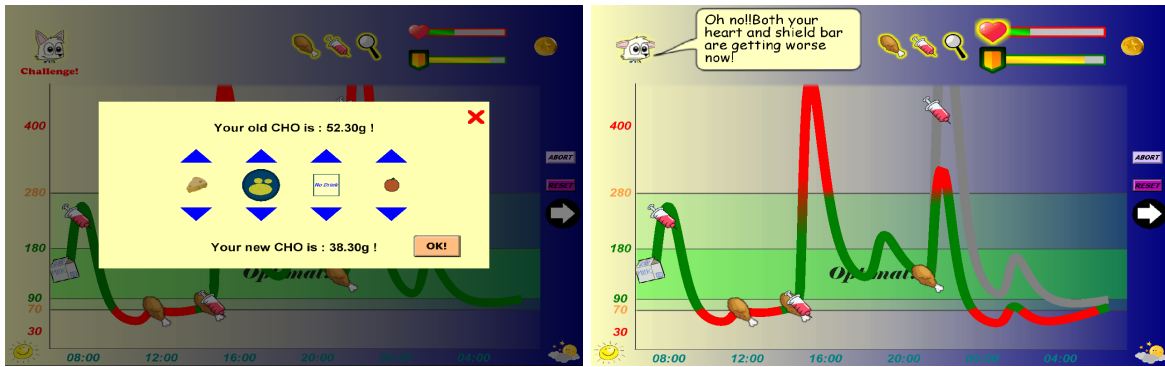 Challenge!
Your old CHO is : 52.30g !
No Drink
Your new CHO is : 38.30g !
OK!
ABORT
RESET
400
280
180
90
70
30
08:00
12:00
16:00
20:00
04:00
Oh no!!Both your
heart and shield bar
are getting worse
now!
ABORT
RESET
400
280
180
90
70
30
MILK
08:00
12:00
16:00
20:00
00:00
04:00